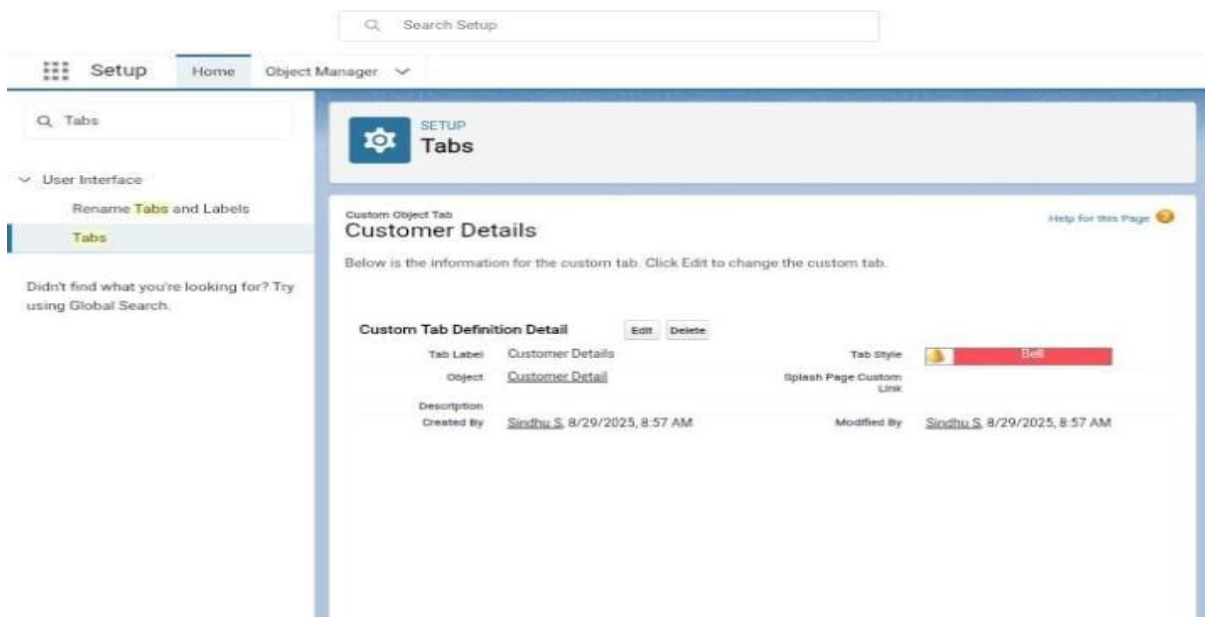 Search Setup
Setup Home Object Manager
Tabs
User Interface
Rename Tabs and Labels
Tabs
Didn't find what you're looking for? Try
using Global Search.
SETUP
Tabs
Custom Object Tab
Customer Details
Help for this Page
Below is the information for the custom tab. Click Edit to change the custom tab.
Custom Tab Definition Detail Edit Delete
Tab Label Customer Details Tab Style Bell
Object Customer Detail Splash Page Custom
Link
Description
Created By Sindhu S, 8/29/2025, 8:57 AM Modified By Sindhu S, 8/29/2025, 8:57 AM